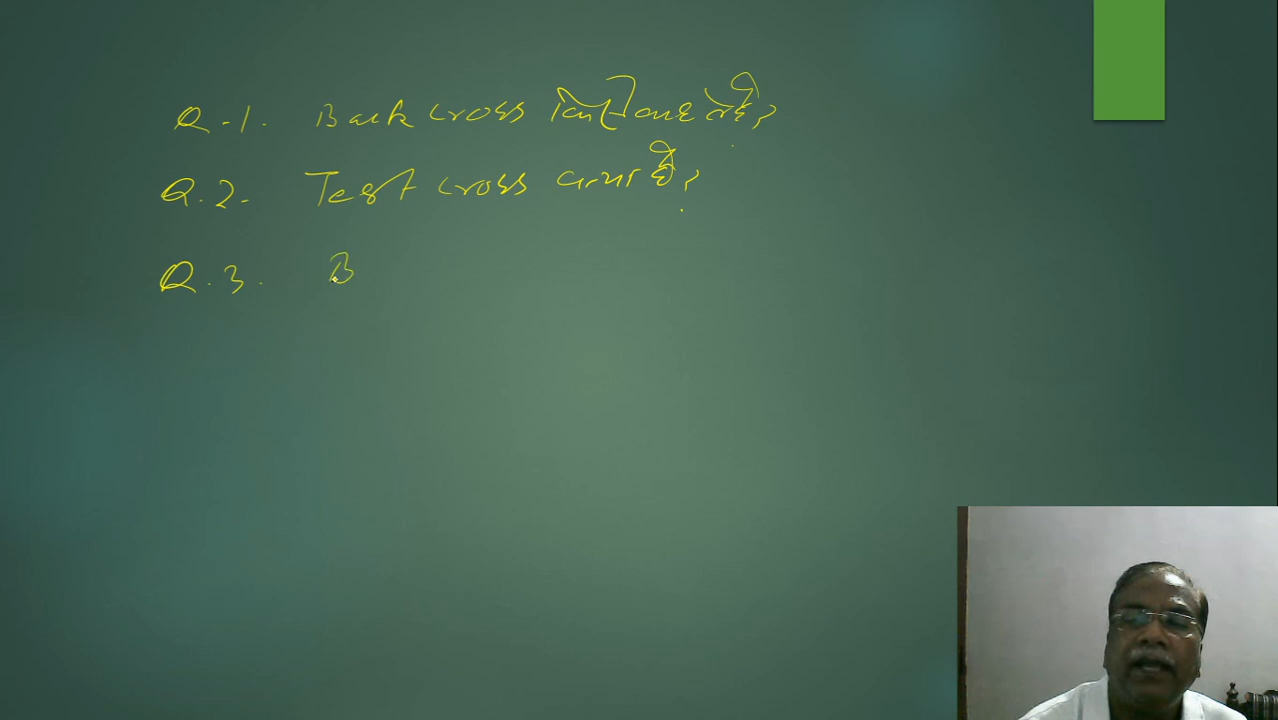 Q.1. Back cross किसे कहते हैं?
Q.2. Test cross क्या है?
Q.3. B